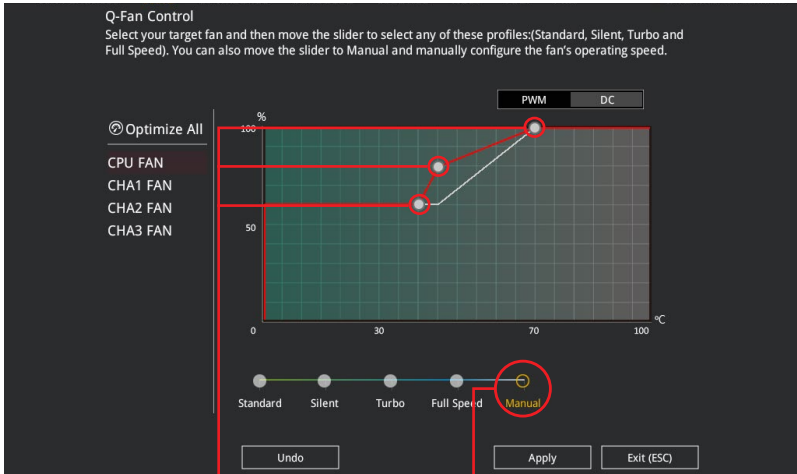 Q-Fan Control
Select your target fan and then move the slider to select any of these profiles:(Standard, Silent, Turbo and
Full Speed). You can also move the slider to Manual and manually configure the fan's operating speed.
PWM DC
Optimize All
CPU FAN
CHA1 FAN
CHA2 FAN
CHA3 FAN
%
100
50
0 30 70 100
ºC
Standard Silent Turbo Full Speed Manual
Undo Apply Exit (ESC)